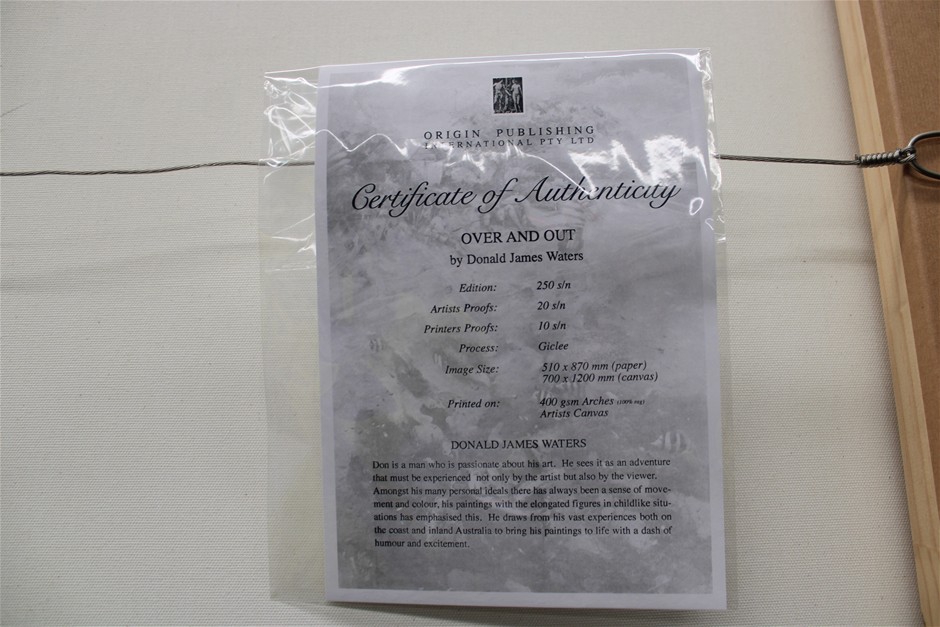 ORIGIN PUBLISHING
INTERNATIONAL PTY LTD
Certificate of Authenticity
OVER AND OUT
by Donald James Waters
Edition: 250 s/n
Artists Proofs: 20 s/n
Printers Proofs: 10 s/n
Process: Giclee
Image Size: 510 x 870 mm (paper)
700 x 1200 mm (canvas)
Printed on: 400 gsm Arches (100% rag)
Artists Canvas
DONALD JAMES WATERS
Don is a man who is passionate about his art. He sees it as an adventure
that must be experienced not only by the artist but also by the viewer.
Amongst his many personal ideals there has always been a sense of move-
ment and colour, his paintings with the elongated figures in childlike situ-
ations has emphasised this. He draws from his vast experiences both on
the coast and inland Australia to bring his paintings to life with a dash of
humour and excitement.